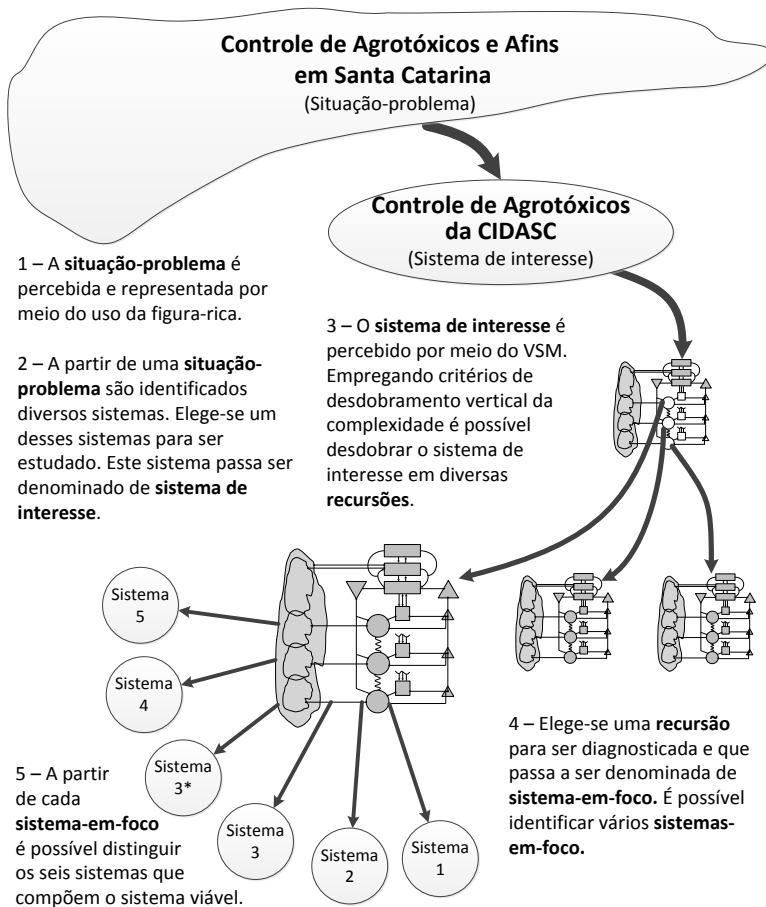 Controle de Agrotóxicos e Afins
em Santa Catarina
(Situação-problema)
Controle de Agrotóxicos
da CIDASC
(Sistema de interesse)
1 – A situação-problema é
percebida e representada por
meio do uso da figura-rica.
2 – A partir de uma situação-
problema são identificados
diversos sistemas. Elege-se um
desses sistemas para ser
estudado. Este sistema passa ser
denominado de sistema de
interesse.
3 – O sistema de interesse é
percebido por meio do VSM.
Empregando critérios de
desdobramento vertical da
complexidade é possível
desdobrar o sistema de
interesse em diversas
recursões.
Sistema
5
Sistema
4
Sistema
3*
Sistema
3
Sistema
2
Sistema
1
4 – Elege-se uma recursão
para ser diagnosticada e que
passa a ser denominada de
sistema-em-foco. É possível
identificar vários sistemas-
em-foco.
5 – A partir
de cada
sistema-em-foco
é possível distinguir
os seis sistemas que
compõem o sistema viável.